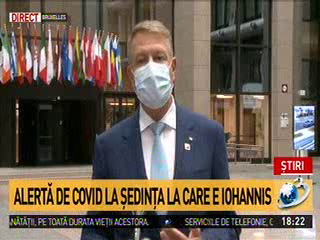 DIRECT BRUXELLES
ȘTIRI
ALERTĂ DE COVID LA ȘEDINȚA LA CARE E IOHANNIS
NĂTĂȚII, PE TOATĂ DURATA VIEȚII ACESTORA. SERVICIILE DE TELEFONIE, O 18:22